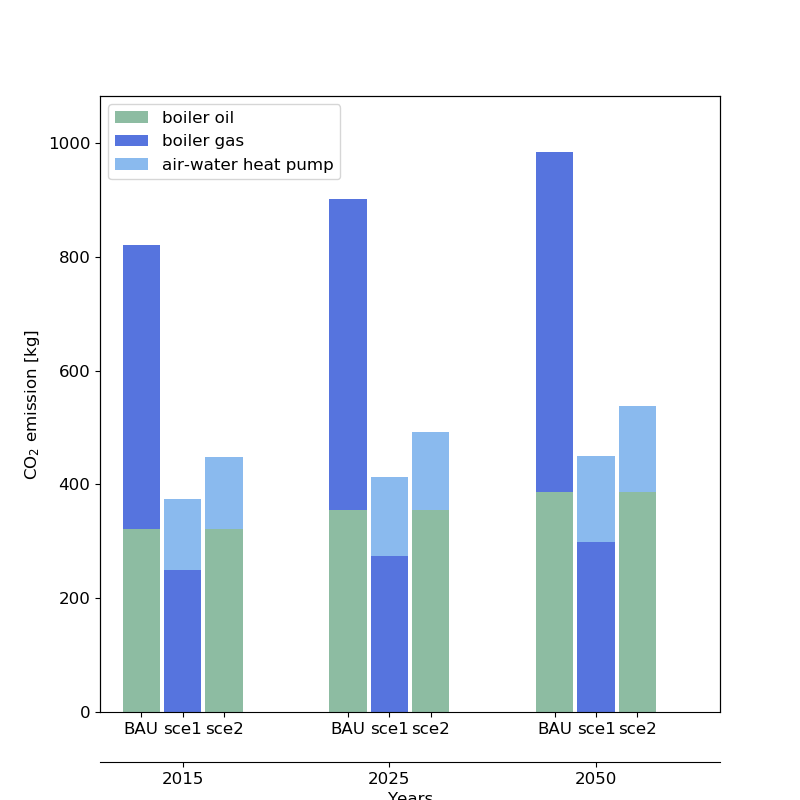 boiler oil
boiler gas
air-water heat pump
1000
800
600
400
200
0
CO₂ emission [kg]
BAU sce1 sce2 BAU sce1 sce2 BAU sce1 sce2
2015 2025 2050
Years